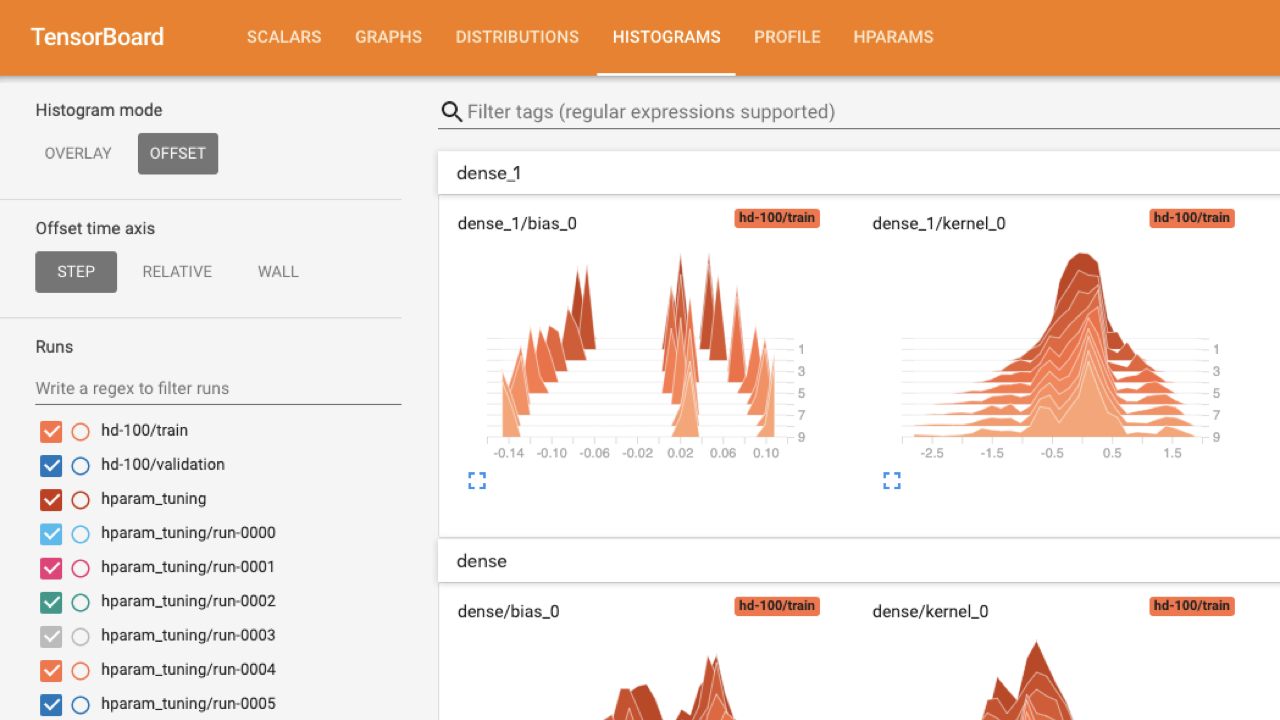 TensorBoard SCALARS GRAPHS DISTRIBUTIONS HISTOGRAMS PROFILE HPARAMS
Histogram mode
OVERLAY OFFSET
Offset time axis
STEP RELATIVE WALL
Runs
Write a regex to filter runs
hd-100/train
hd-100/validation
hparam_tuning
hparam_tuning/run-0000
hparam_tuning/run-0001
hparam_tuning/run-0002
hparam_tuning/run-0003
hparam_tuning/run-0004
hparam_tuning/run-0005
Filter tags (regular expressions supported)
dense_1
dense_1/bias_0 hd-100/train
1
3
5
7
9
-0.14 -0.10 -0.06 -0.02 0.02 0.06 0.10
dense_1/kernel_0 hd-100/train
1
3
5
7
9
-2.5 -1.5 -0.5 0.5 1.5
dense
dense/bias_0 hd-100/train
dense/kernel_0 hd-100/train